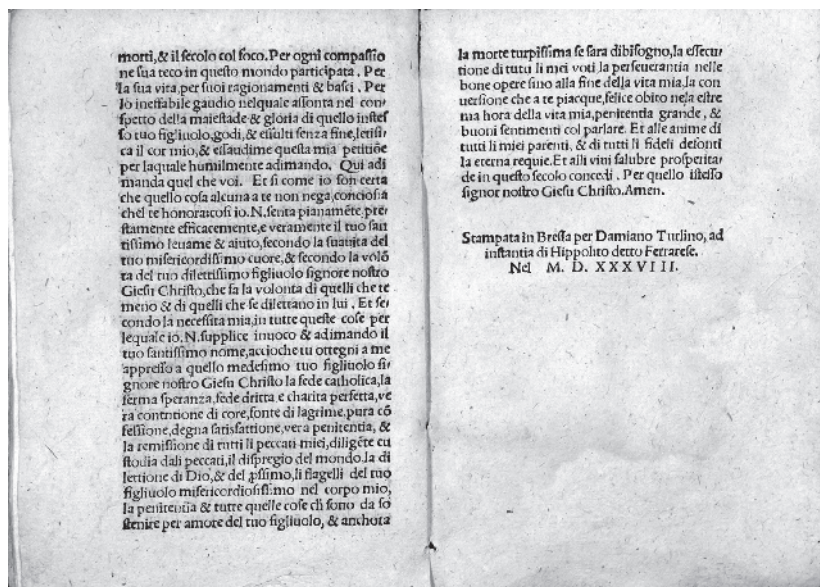 morti,& il secolo col foco. Per ogni compassio
ne sua teco in questo mondo participata. Per
la sua vita, per suoi ragionamenti & basci. Per
lo ineffabile gaudio nelquale assonta nel con/
spetto della maiestade & gloria di quello instes
so tuo figliuolo, godi, & essulti senza fine, letifi/
ca il cor mio, & essaudime questa mia petitiõe
per laquale humilmente adimando. Qui adi
manda quel che voi. Et si come io son certa
che quello cosa alcuna a te non nega, conciosia
chel te honora: cosi io. N. senta pianamẽte, pre/
stamente efficacemente, e veramente il tuo san
tissimo leuame & aiuto, secondo la suauita del
tuo misericordissimo cuore, & secondo la volõ
ta del tuo dilettissimo figliuolo signore nostro
Giesu Christo, che fa la volonta di quelli che te
meno & di quelli che se dilettano in lui. Et se/
condo la necessita mia, in tutte queste cose per
lequale io. N. supplice inuoco & adimando il
tuo santissimo nome, accioche tu ottegni a me
appresso a quello medesimo tuo figliuolo si/
gnore nostro Giesu Christo la fede catholica, la
ferma speranza, fede dritta, e charita perfetta, ve
ra contritione di core, fonte di lagrime, pura cõ
fessione, degna satisfattione, vera penitentia, &
la remissione di tutti li peccati miei, diligẽte cu
stodia dali peccati, il dispregio del mondo, la di
lettione di Dio, & del ꝓssimo, li flagelli del tuo
figliuolo misericordiosissimo nel corpo mio,
la penitentia & tutte quelle cose ch sono da so
stenire per amore del tuo figliuolo, & anchora
la morte turpissima se sara dibisogno, la essecu/
tione di tutti li miei voti la perseuerantia nelle
bone opere sino alla fine della vita mia, la con
uersione che a te piacque, felice obito nela estre
ma hora della vita mia, penitentia grande, &
buoni sentimenti col parlare. Et alle anime di
tutti li miei parenti, & di tutti li fideli defonti
la eterna requie. Et alli viui salubre prosperita/
de in questo secolo concedi. Per quello istesso
signor nostro Giesu Christo. Amen.
Stampata in Bressa per Damiano Turlino, ad
instantia di Hippolito detto Ferrarese.
Nel M. D. XXXVIII.